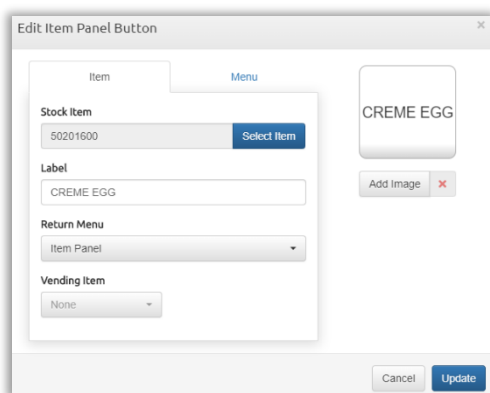 Edit Item Panel Button
×
Item
Menu
Stock Item
50201600
Select Item
Label
CREME EGG
Return Menu
Item Panel
Vending Item
None
CREME EGG
Add Image
×
Cancel
Update